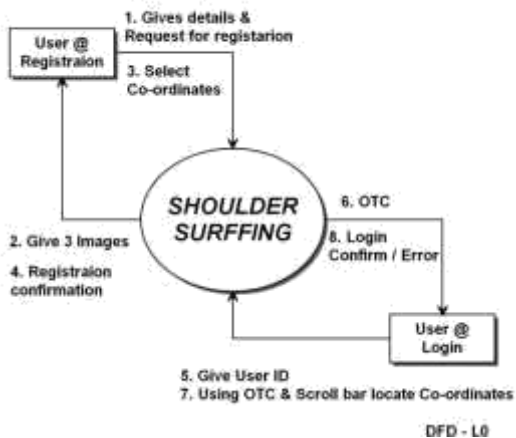 1. Gives details &
Request for registarion
User @
Registraion
3. Select
Co-ordinates
SHOULDER
SURFFING
6. OTC
2. Give 3 Images
8. Login
Confirm / Error
4. Registraion
confirmation
User @
Login
5. Give User ID
7. Using OTC & Scroll bar locate Co-ordinates
DFD - L0